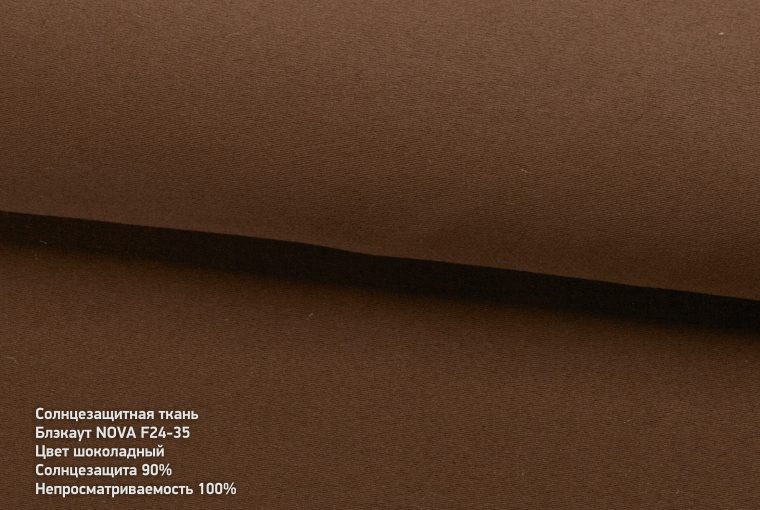 Солнцезащитная ткань
Блэкаут NOVA F24-35
Цвет шоколадный
Солнцезащита 90%
Непросматриваемость 100%